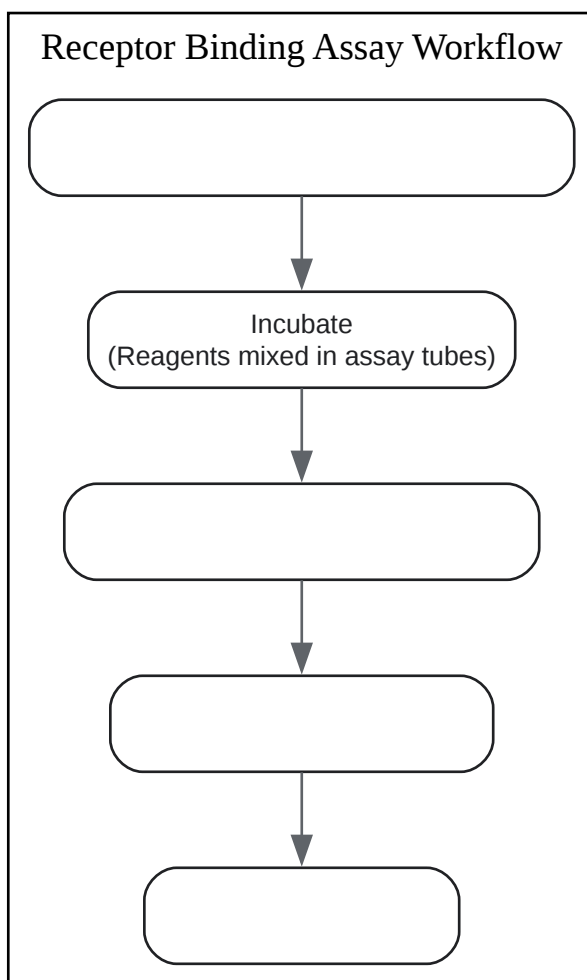 Receptor Binding Assay Workflow
Incubate
(Reagents mixed in assay tubes)